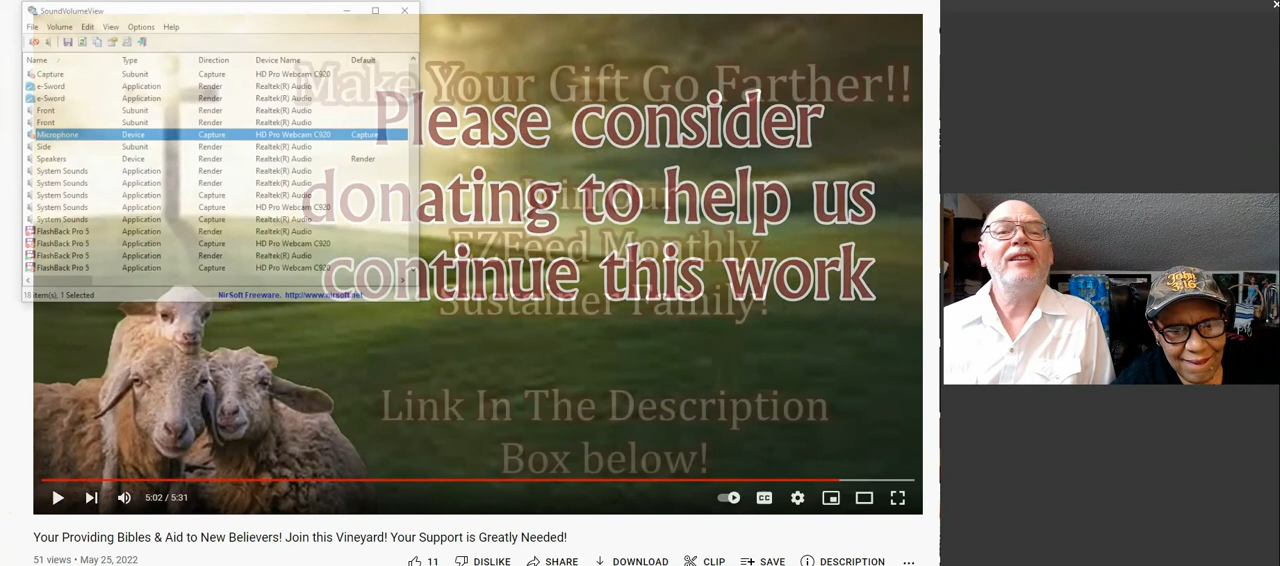 SoundVolumeView
File Volume Edit View Options Help
Name / Type Direction Device Name Default
Capture Subunit Capture HD Pro Webcam C920
e-Sword Application Render Realtek(R) Audio
e-Sword Application Render Realtek(R) Audio
Front Subunit Render Realtek(R) Audio
Front Subunit Render Realtek(R) Audio
Microphone Device Capture HD Pro Webcam C920 Capture
Side Subunit Render Realtek(R) Audio
Speakers Device Render Realtek(R) Audio Render
System Sounds Application Render Realtek(R) Audio
System Sounds Application Render Realtek(R) Audio
System Sounds Application Render Realtek(R) Audio
System Sounds Application Capture HD Pro Webcam C920
System Sounds Application Render Realtek(R) Audio
FlashBack Pro 5 Application Render Realtek(R) Audio
FlashBack Pro 5 Application Capture HD Pro Webcam C920
FlashBack Pro 5 Application Render Realtek(R) Audio
FlashBack Pro 5 Application Capture HD Pro Webcam C920
18 item(s), 1 Selected NirSoft Freeware. http://www.nirsoft.net
Make Your Gift Go Farther!!
Please consider
Join Our
donating to help us
EZFeed Monthly
continue this work
Sustainer Family!
Link In The Description
Box below!
John
3:16
5:02 / 5:31
CC
Your Providing Bibles & Aid to New Believers! Join this Vineyard! Your Support is Greatly Needed!
51 views • May 25, 2022 11 DISLIKE SHARE DOWNLOAD CLIP SAVE DESCRIPTION ...